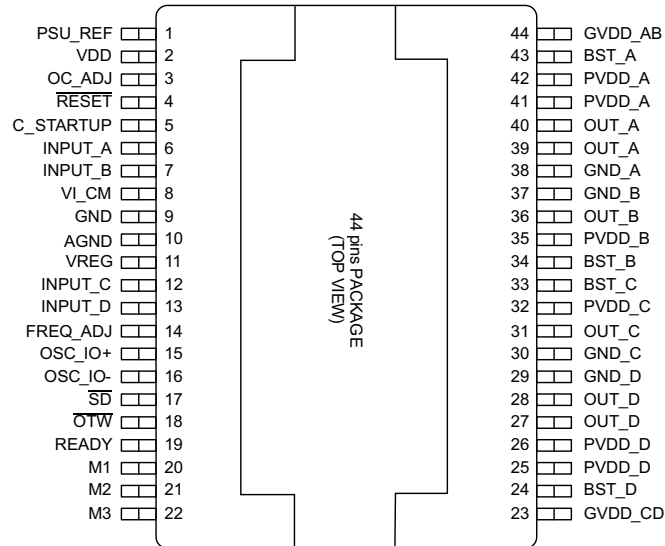 PSU_REF 1
VDD 2
OC_ADJ 3
RESET 4
C_STARTUP 5
INPUT_A 6
INPUT_B 7
VI_CM 8
GND 9
AGND 10
VREG 11
INPUT_C 12
INPUT_D 13
FREQ_ADJ 14
OSC_IO+ 15
OSC_IO- 16
SD 17
OTW 18
READY 19
M1 20
M2 21
M3 22
44 pins PACKAGE
(TOP VIEW)
44 GVDD_AB
43 BST_A
42 PVDD_A
41 PVDD_A
40 OUT_A
39 OUT_A
38 GND_A
37 GND_B
36 OUT_B
35 PVDD_B
34 BST_B
33 BST_C
32 PVDD_C
31 OUT_C
30 GND_C
29 GND_D
28 OUT_D
27 OUT_D
26 PVDD_D
25 PVDD_D
24 BST_D
23 GVDD_CD